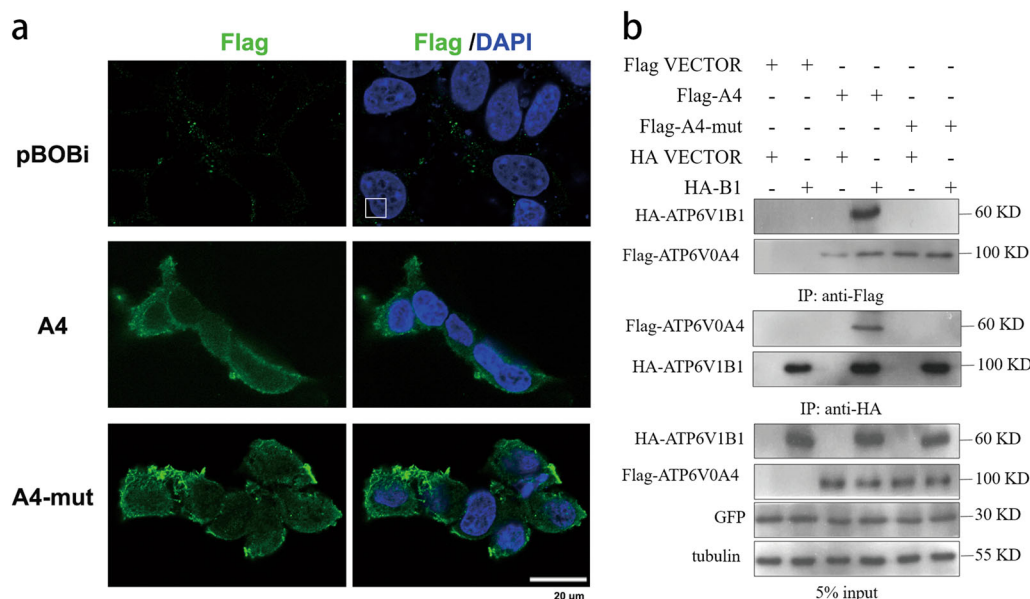 a
Flag
Flag /DAPI
pBOBi
A4
A4-mut
20 μm
b
Flag VECTOR + + - - - -
Flag-A4 - - + + - -
Flag-A4-mut - - - - + +
HA VECTOR + - + - + -
HA-B1 - + - + - +
HA-ATP6V1B1 60 KD
Flag-ATP6V0A4 100 KD
IP: anti-Flag
Flag-ATP6V0A4 60 KD
HA-ATP6V1B1 100 KD
IP: anti-HA
HA-ATP6V1B1 60 KD
Flag-ATP6V0A4 100 KD
GFP 30 KD
tubulin 55 KD
5% input